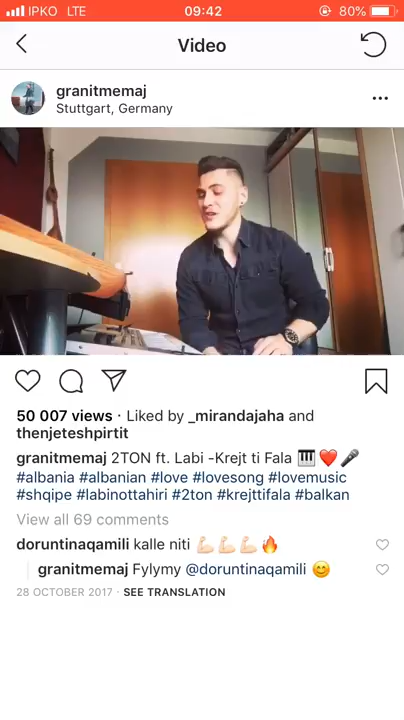 IPKO LTE 09:42 80%
Video
granitmemaj
Stuttgart, Germany
50 007 views · Liked by _mirandajaha and
thenjeteshpirtit
granitmemaj 2TON ft. Labi -Krejt ti Fala 🎹❤️🎤
#albania #albanian #love #lovesong #lovemusic
#shqipe #labinottahiri #2ton #krejttifala #balkan
View all 69 comments
doruntinaqamili kalle niti 💪🏻💪🏻💪🏻🔥
granitmemaj Fylymy @doruntinaqamili 😊
28 OCTOBER 2017 · SEE TRANSLATION